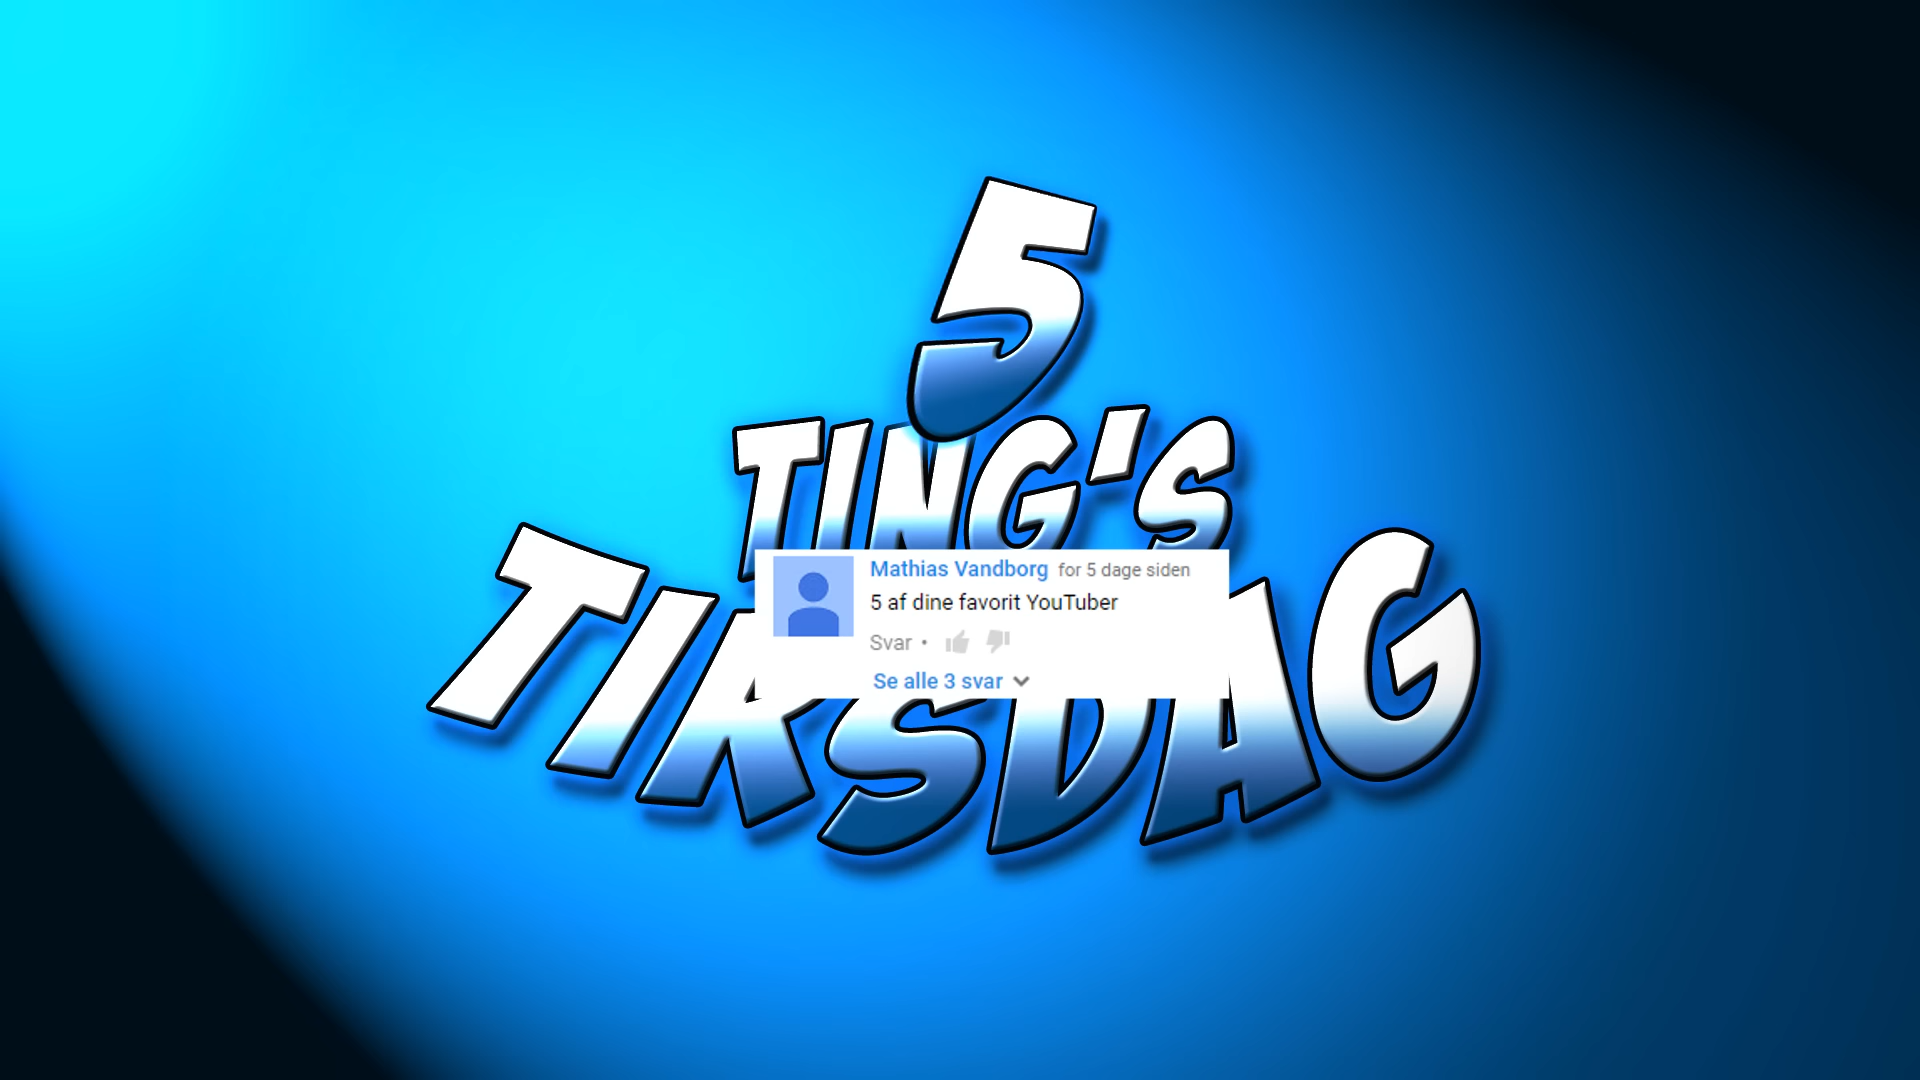 5
TING'S
TIRSDAG
Mathias Vandborg for 5 dage siden
5 af dine favorit YouTuber
Svar •
Se alle 3 svar